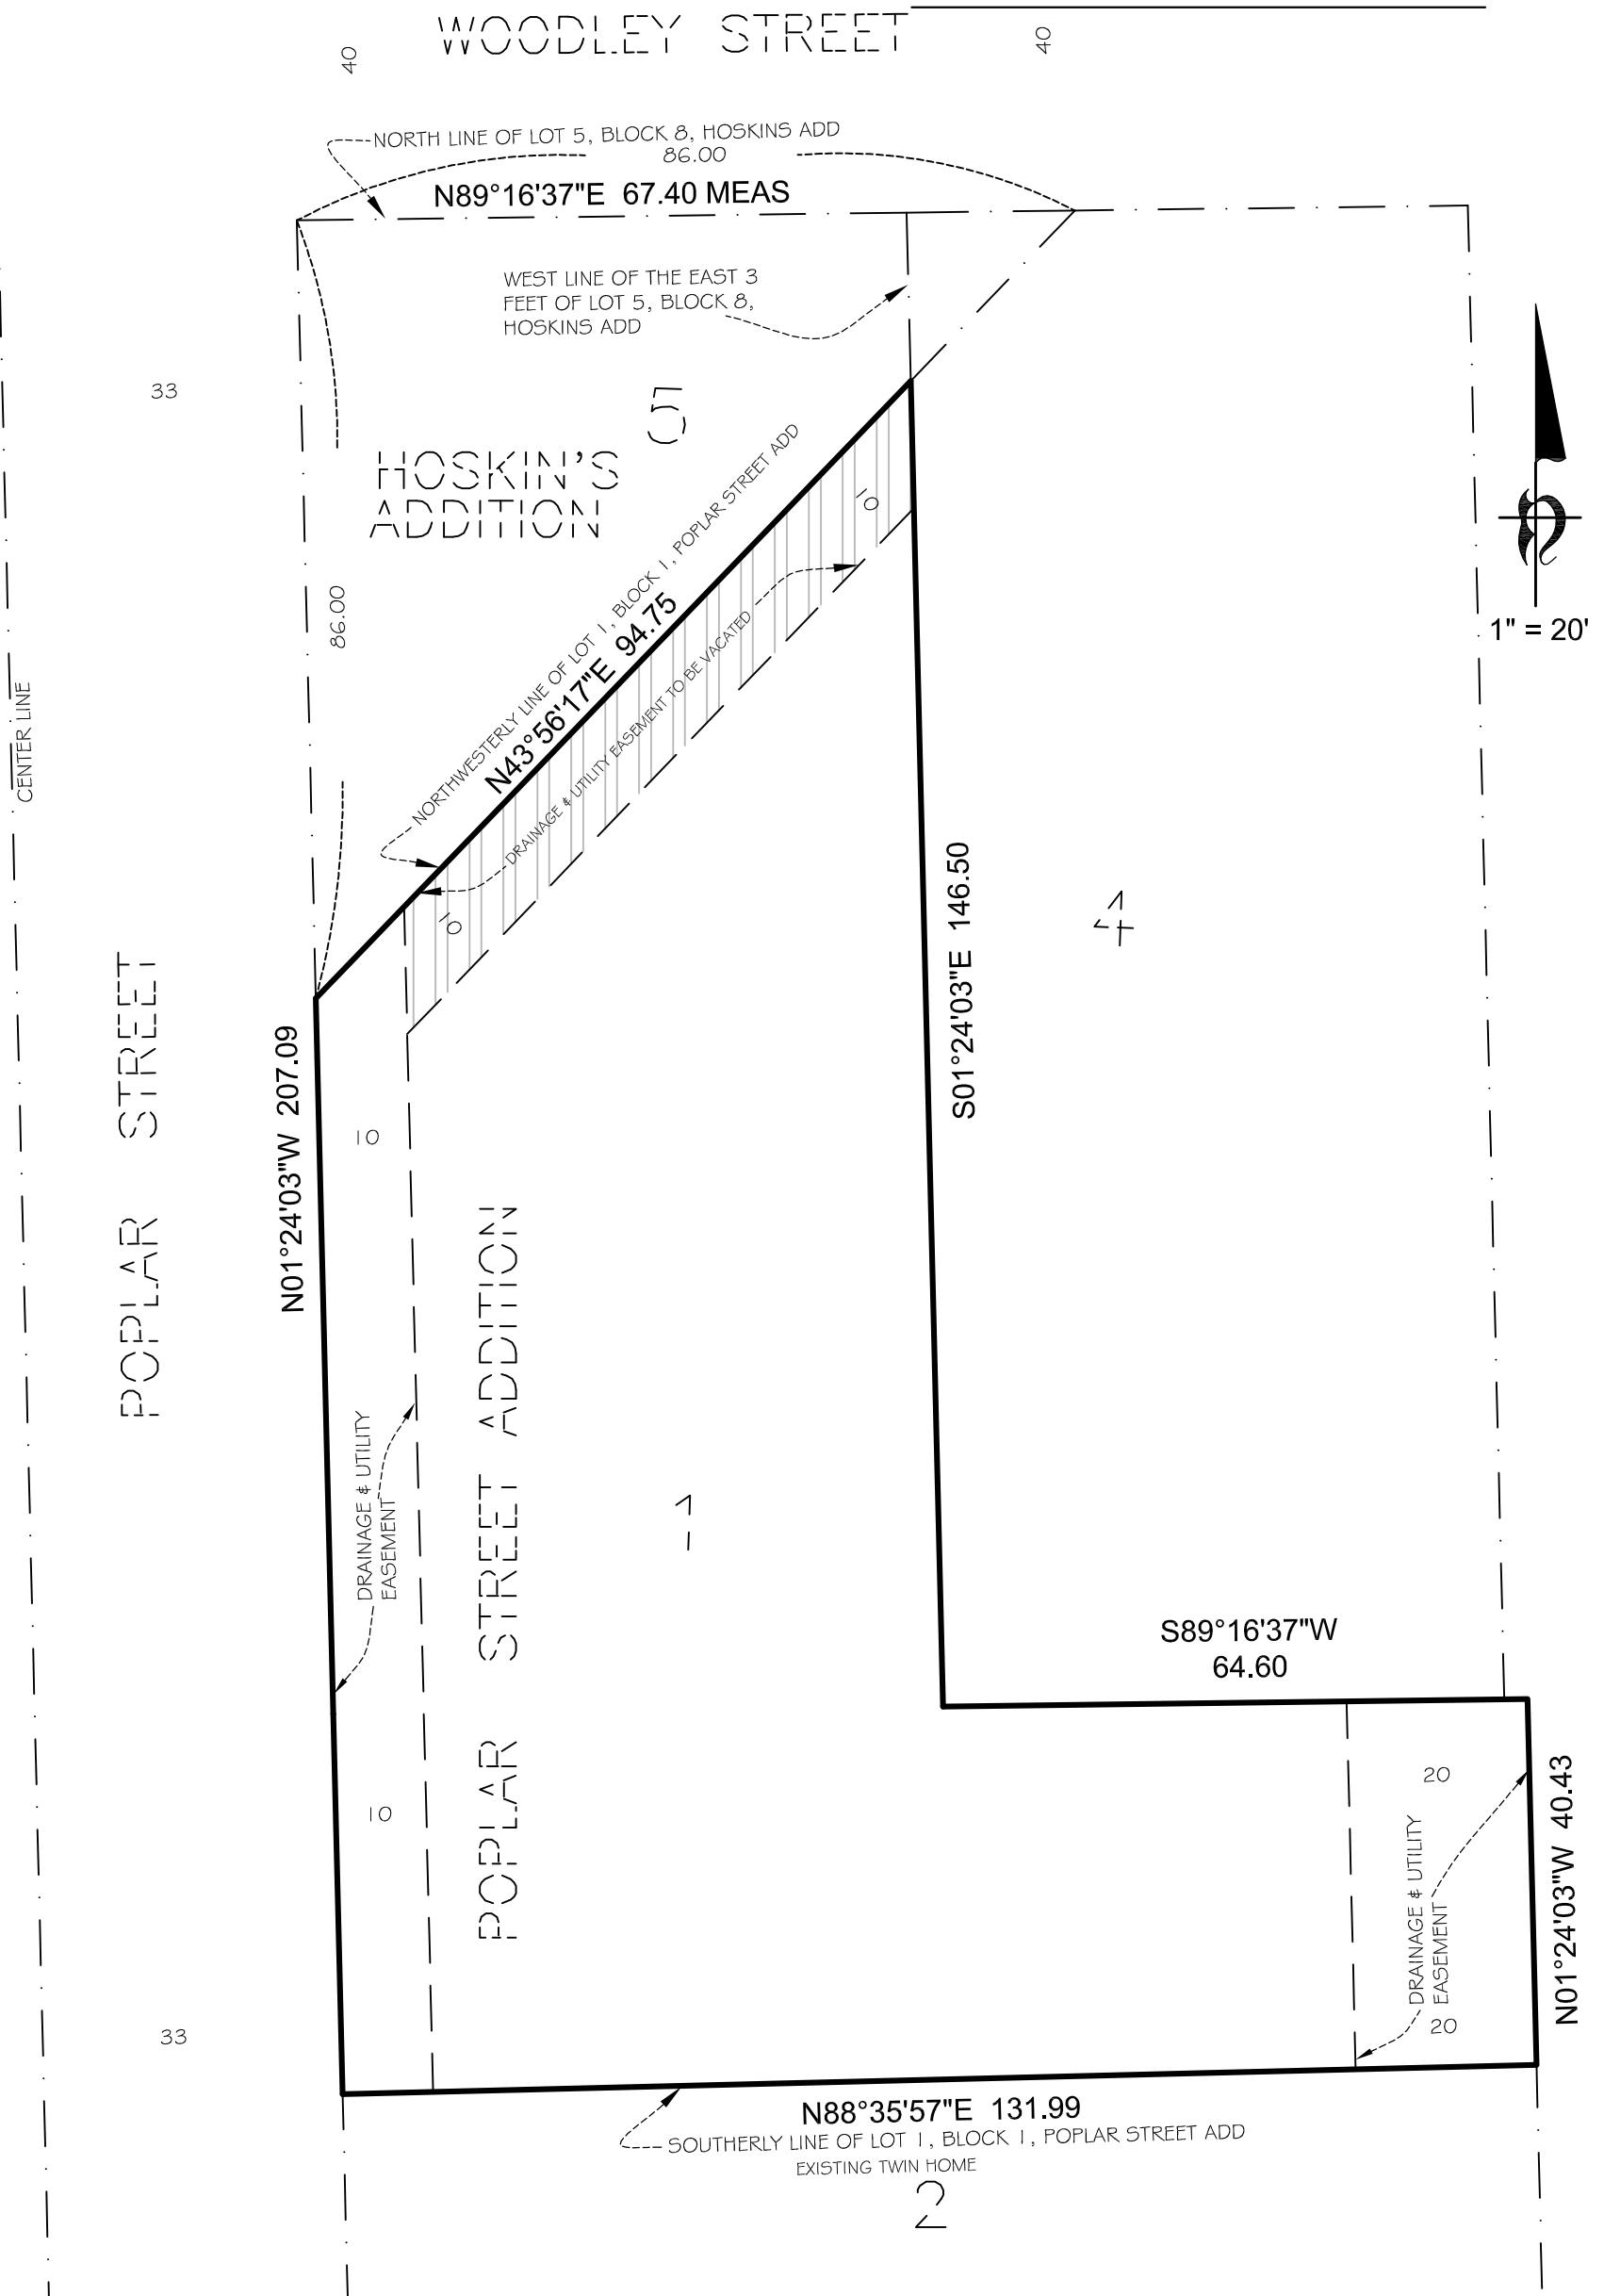 WOODLEY STREET
40
40
NORTH LINE OF LOT 5, BLOCK 8, HOSKINS ADD
86.00
N89°16'37"E 67.40 MEAS
WEST LINE OF THE EAST 3
FEET OF LOT 5, BLOCK 8,
HOSKINS ADD
33
5
HOSKIN'S
ADDITION
86.00
CENTER LINE
NORTHWESTERLY LINE OF LOT 1, BLOCK 1, POPLAR STREET ADD
N43°56'17"E 94.75
DRAINAGE & UTILITY EASEMENT TO BE VACATED
10
10
1" = 20'
S01°24'03"E 146.50
4
POPLAR STREET
N01°24'03"W 207.09
10
DRAINAGE & UTILITY
EASEMENT
POPLAR STREET ADDITION
1
S89°16'37"W
64.60
10
20
DRAINAGE & UTILITY
EASEMENT
20
N01°24'03"W 40.43
33
N88°35'57"E 131.99
SOUTHERLY LINE OF LOT 1, BLOCK 1, POPLAR STREET ADD
EXISTING TWIN HOME
2